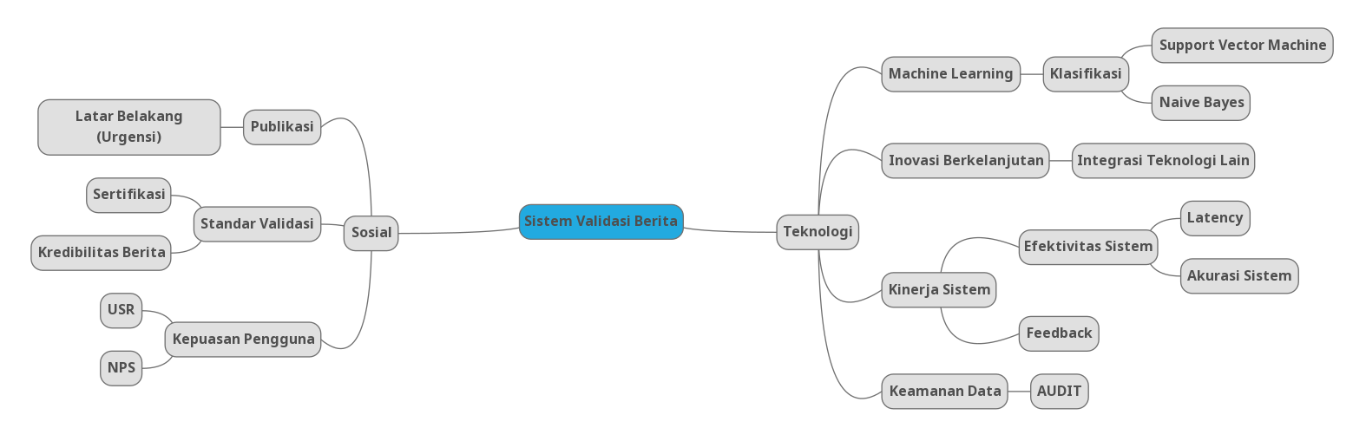 Sistem Validasi Berita
Sosial
Publikasi
Latar Belakang
(Urgensi)
Standar Validasi
Sertifikasi
Kredibilitas Berita
Kepuasan Pengguna
USR
NPS
Teknologi
Machine Learning
Klasifikasi
Support Vector Machine
Naive Bayes
Inovasi Berkelanjutan
Integrasi Teknologi Lain
Kinerja Sistem
Efektivitas Sistem
Latency
Akurasi Sistem
Feedback
Keamanan Data
AUDIT